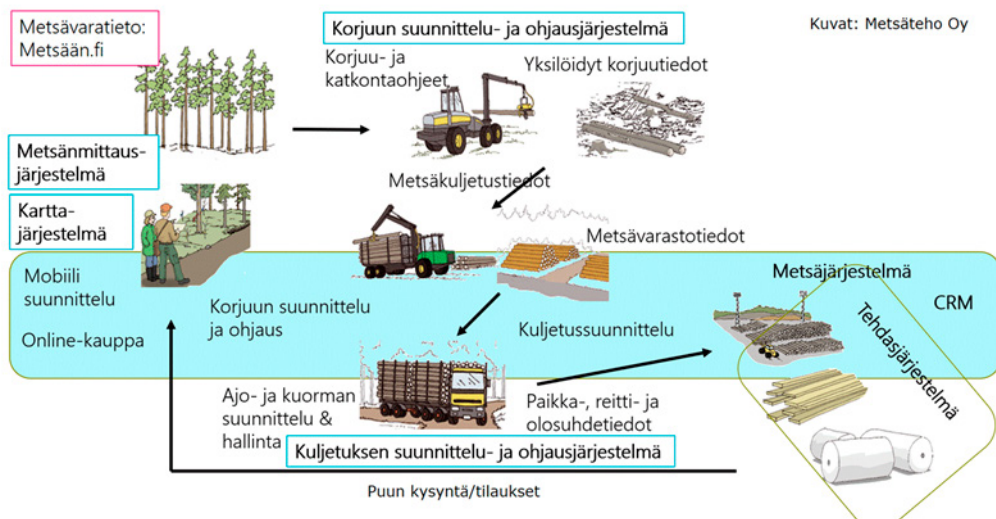 Metsävaratieto:
Metsään.fi
Korjuun suunnittelu- ja ohjausjärjestelmä
Kuvat: Metsäteho Oy
Korjuu- ja
katkontaohjeet
Yksilöidyt korjuutiedot
Metsänmittaus-
järjestelmä
Kartta-
järjestelmä
Metsäkuljetustiedot
Metsävarastotiedot
Mobiili
suunnittelu
Online-kauppa
Korjuun suunnittelu
ja ohjaus
Kuljetussuunnittelu
Metsäjärjestelmä
CRM
Tehdasjärjestelmä
Ajo- ja kuorman
suunnittelu &
hallinta
Paikka-, reitti- ja
olosuhdetiedot
Kuljetuksen suunnittelu- ja ohjausjärjestelmä
Puun kysyntä/tilaukset